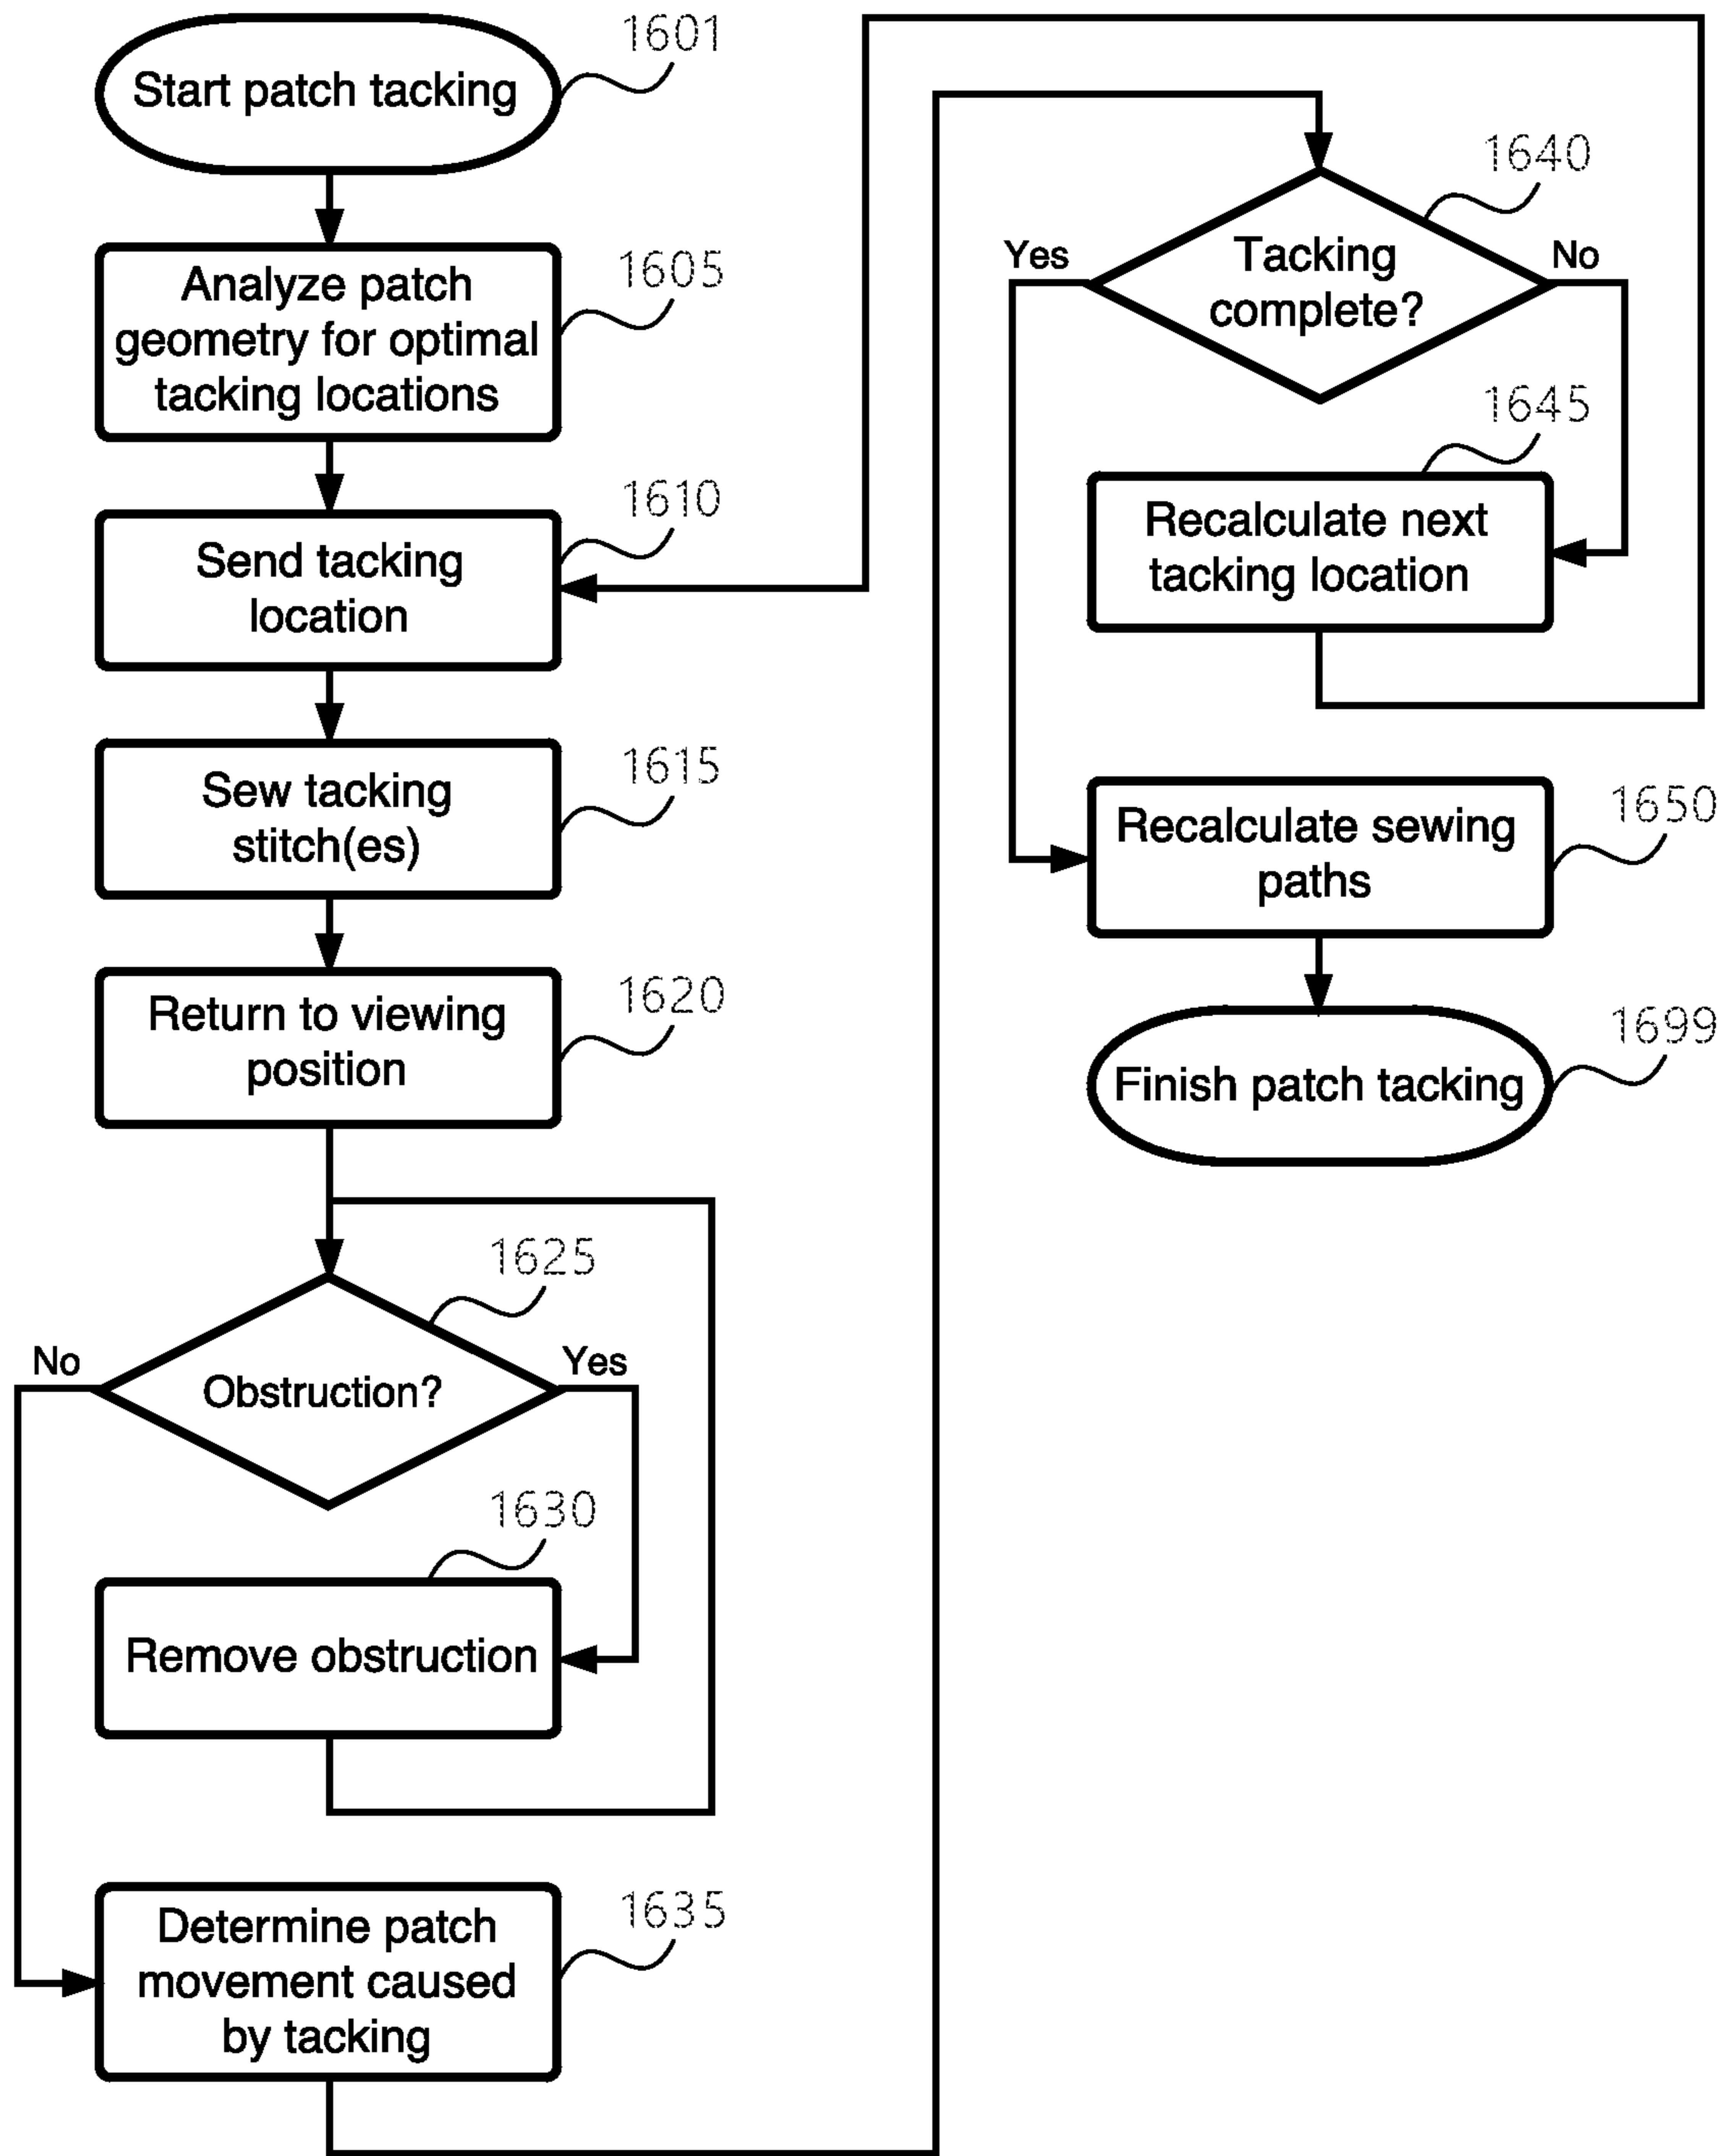 1601
Start patch tacking
1605
Analyze patch
geometry for optimal
tacking locations
1610
Send tacking
location
1615
Sew tacking
stitch(es)
1620
Return to viewing
position
1625
No
Yes
Obstruction?
1630
Remove obstruction
1635
Determine patch
movement caused
by tacking
1640
Yes
No
Tacking
complete?
1645
Recalculate next
tacking location
1650
Recalculate sewing
paths
1699
Finish patch tacking